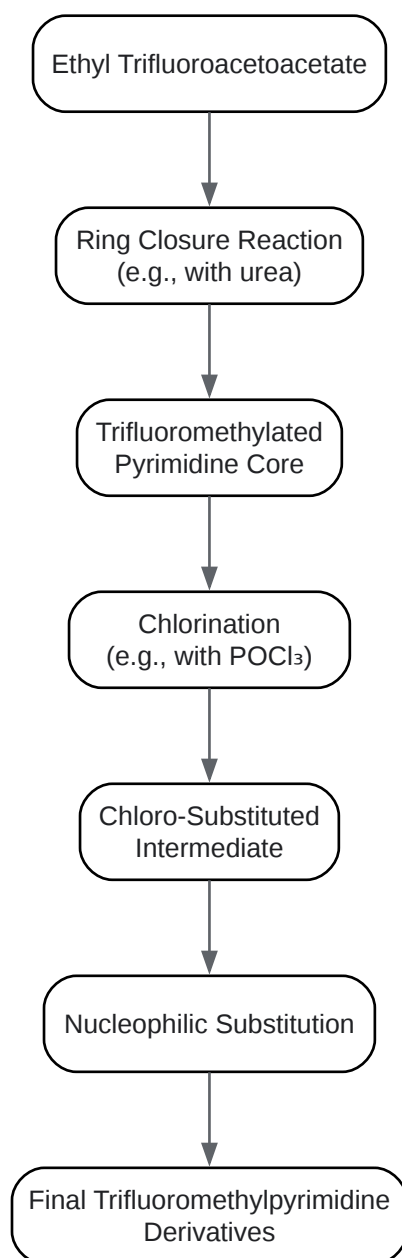 Ethyl Trifluoroacetoacetate
Ring Closure Reaction
(e.g., with urea)
Trifluoromethylated
Pyrimidine Core
Chlorination
(e.g., with POCl₃)
Chloro-Substituted
Intermediate
Nucleophilic Substitution
Final Trifluoromethylpyrimidine
Derivatives